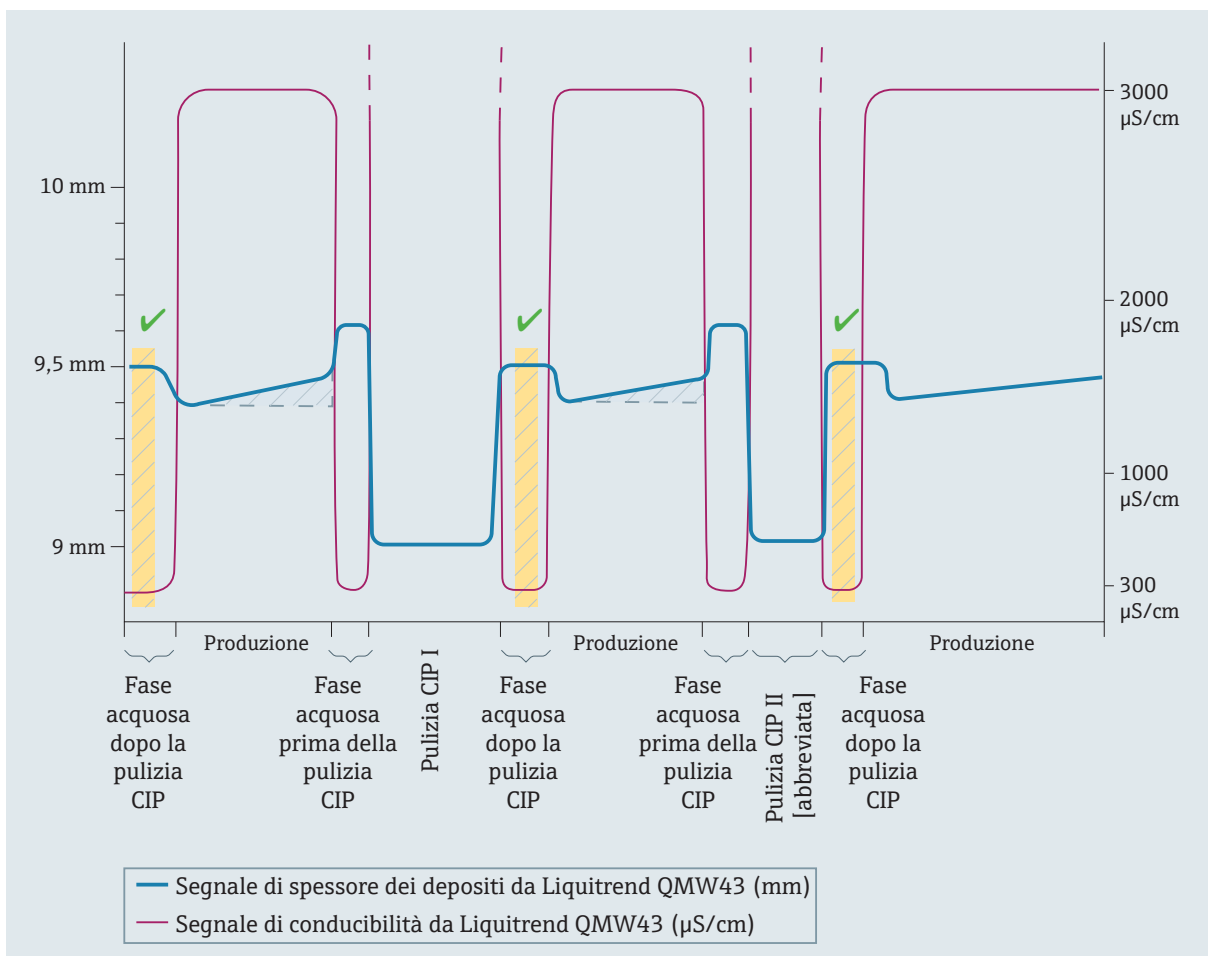 3000
µS/cm
10 mm
2000
µS/cm
9,5 mm
1000
µS/cm
9 mm
300
µS/cm
Produzione
Produzione
Produzione
Fase
acquosa
dopo la
pulizia
CIP
Fase
acquosa
prima della
pulizia
CIP
Pulizia CIP I
Fase
acquosa
dopo la
pulizia
CIP
Fase
acquosa
prima della
pulizia
CIP
Pulizia CIP II
[abbreviata]
Fase
acquosa
dopo la
pulizia
CIP
Segnale di spessore dei depositi da Liquitrend QMW43 (mm)
Segnale di conducibilità da Liquitrend QMW43 (µS/cm)